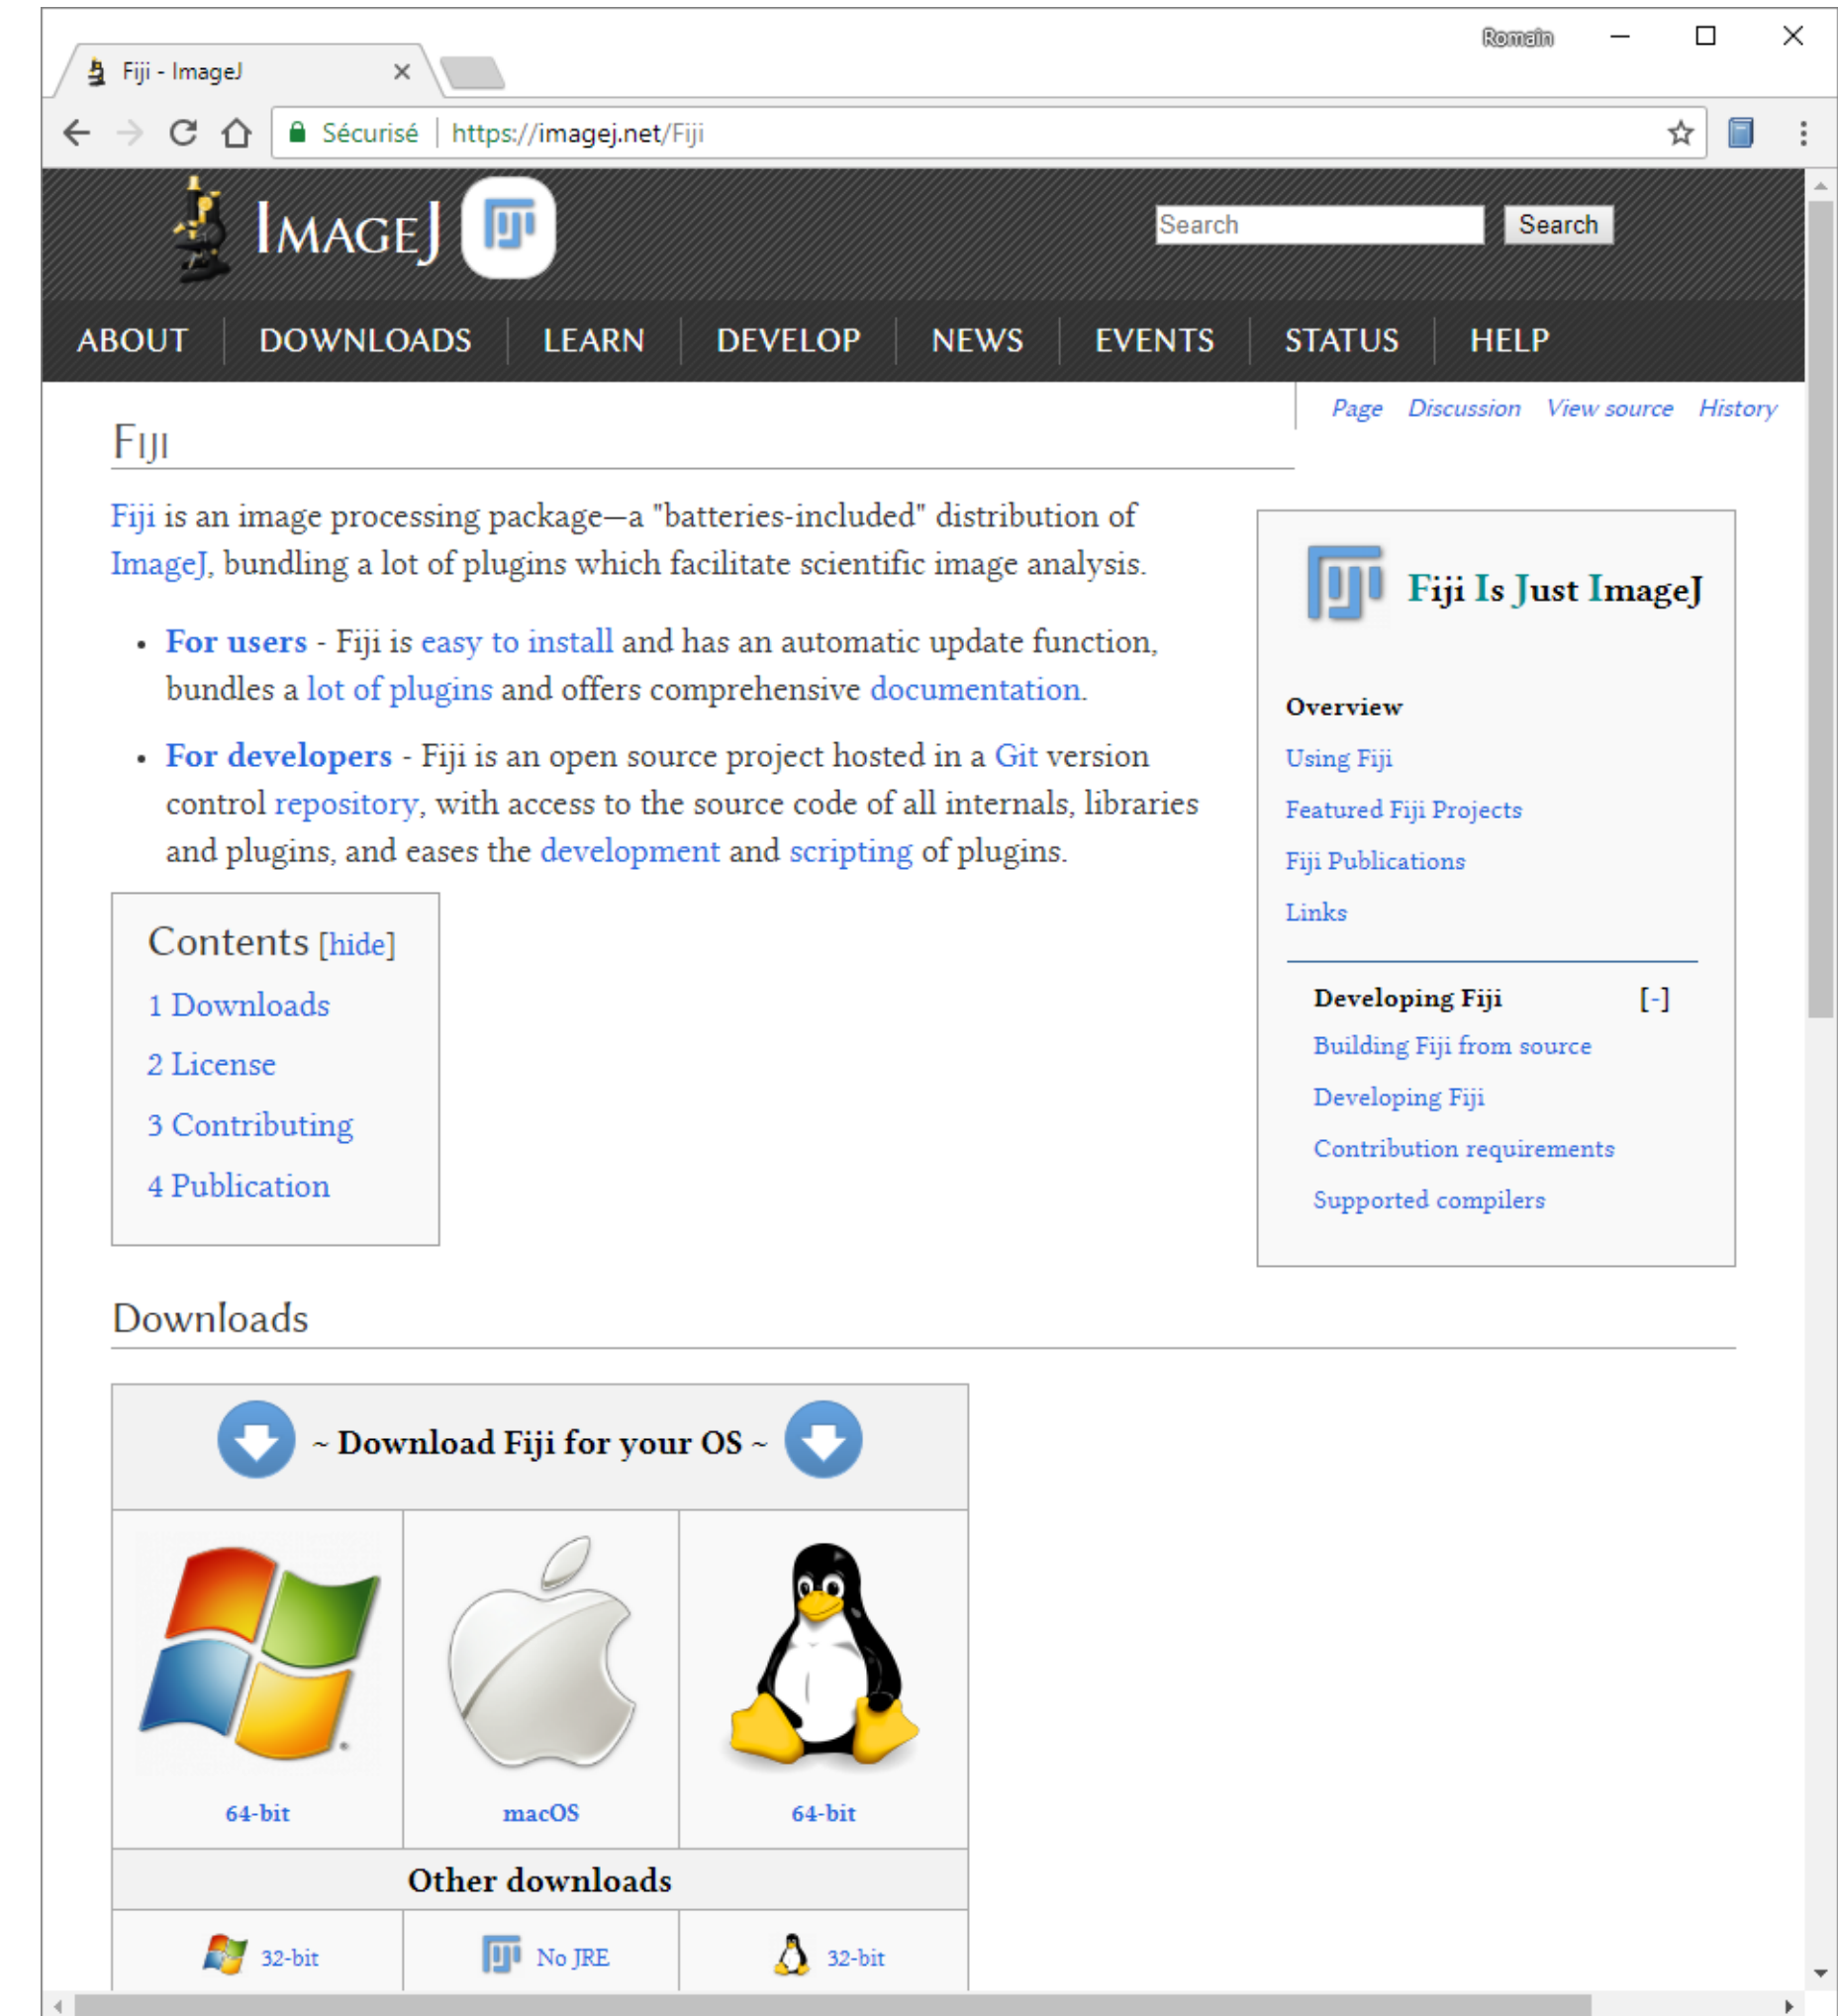 Romain
Fiji - ImageJ
Sécurisé | https://imagej.net/Fiji
IMAGEJ
Search
Search
ABOUT
DOWNLOADS
LEARN
DEVELOP
NEWS
EVENTS
STATUS
HELP
Page Discussion View source History
FIJI
Fiji is an image processing package—a "batteries-included" distribution of
ImageJ, bundling a lot of plugins which facilitate scientific image analysis.
• For users - Fiji is easy to install and has an automatic update function,
bundles a lot of plugins and offers comprehensive documentation.
• For developers - Fiji is an open source project hosted in a Git version
control repository, with access to the source code of all internals, libraries
and plugins, and eases the development and scripting of plugins.
Fiji Is Just ImageJ
Overview
Using Fiji
Featured Fiji Projects
Fiji Publications
Links
Developing Fiji [-]
Building Fiji from source
Developing Fiji
Contribution requirements
Supported compilers
Contents [hide]
1 Downloads
2 License
3 Contributing
4 Publication
Downloads
~ Download Fiji for your OS ~
64-bit
macOS
64-bit
Other downloads
32-bit
No JRE
32-bit